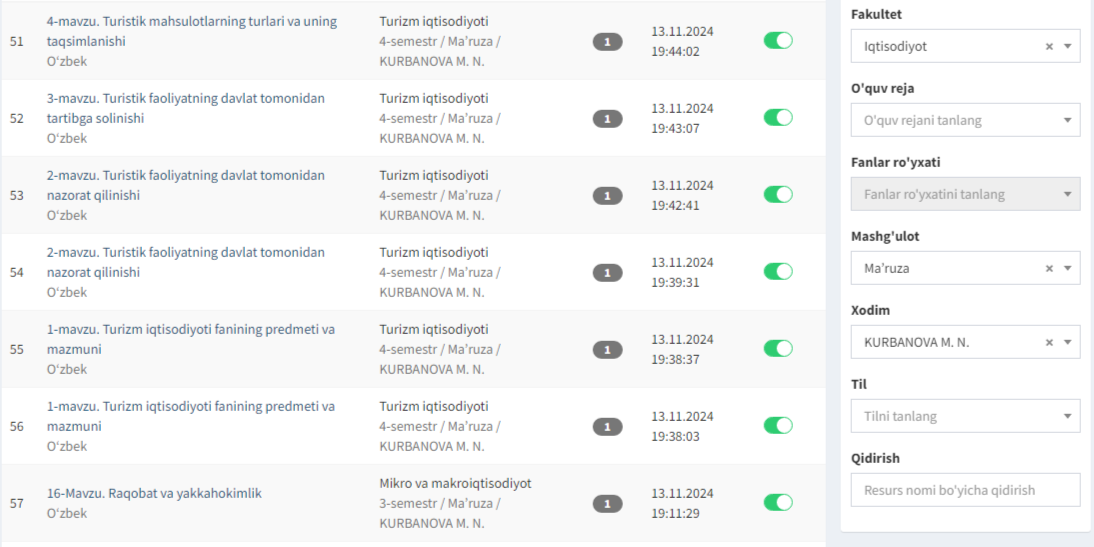 51
4-mavzu. Turistik mahsulotlarning turlari va uning
taqsimlanishi
O‘zbek
Turizm iqtisodiyoti
4-semestr / Ma’ruza /
KURBANOVA M. N.
1
13.11.2024
19:44:02
52
3-mavzu. Turistik faoliyatning davlat tomonidan
tartibga solinishi
O‘zbek
Turizm iqtisodiyoti
4-semestr / Ma’ruza /
KURBANOVA M. N.
1
13.11.2024
19:43:07
53
2-mavzu. Turistik faoliyatning davlat tomonidan
nazorat qilinishi
O‘zbek
Turizm iqtisodiyoti
4-semestr / Ma’ruza /
KURBANOVA M. N.
1
13.11.2024
19:42:41
54
2-mavzu. Turistik faoliyatning davlat tomonidan
nazorat qilinishi
O‘zbek
Turizm iqtisodiyoti
4-semestr / Ma’ruza /
KURBANOVA M. N.
1
13.11.2024
19:39:31
55
1-mavzu. Turizm iqtisodiyoti fanining predmeti va
mazmuni
O‘zbek
Turizm iqtisodiyoti
4-semestr / Ma’ruza /
KURBANOVA M. N.
1
13.11.2024
19:38:37
56
1-mavzu. Turizm iqtisodiyoti fanining predmeti va
mazmuni
O‘zbek
Turizm iqtisodiyoti
4-semestr / Ma’ruza /
KURBANOVA M. N.
1
13.11.2024
19:38:03
57
16-Mavzu. Raqobat va yakkahokimlik
O‘zbek
Mikro va makroiqtisodiyot
3-semestr / Ma’ruza /
KURBANOVA M. N.
1
13.11.2024
19:11:29
Fakultet
Iqtisodiyot ×
O'quv reja
O'quv rejani tanlang
Fanlar ro'yxati
Fanlar ro'yxatini tanlang
Mashg'ulot
Ma’ruza ×
Xodim
KURBANOVA M. N. ×
Til
Tilni tanlang
Qidirish
Resurs nomi bo'yicha qidirish